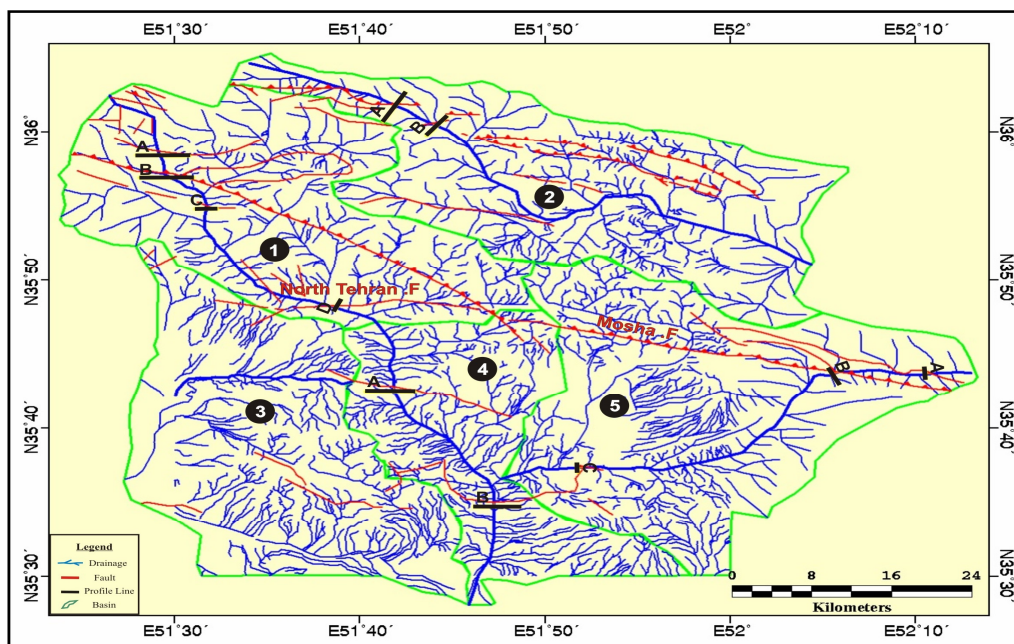 E51°30´ E51°40´ E51°50´ E52° E52°10´
N36° N36°
N35°50´ N35°50´
N35°40´ N35°40´
N35°30´ N35°30´
A
B
A
B
C
2
1
North Tehran .F
D
Mosha .F
B
A
4
A
3
5
C
B
Legend
Drainage
Fault
Profile Line
Basin
0 4 8 16 24
Kilometers
E51°30´ E51°40´ E51°50´ E52° E52°10´